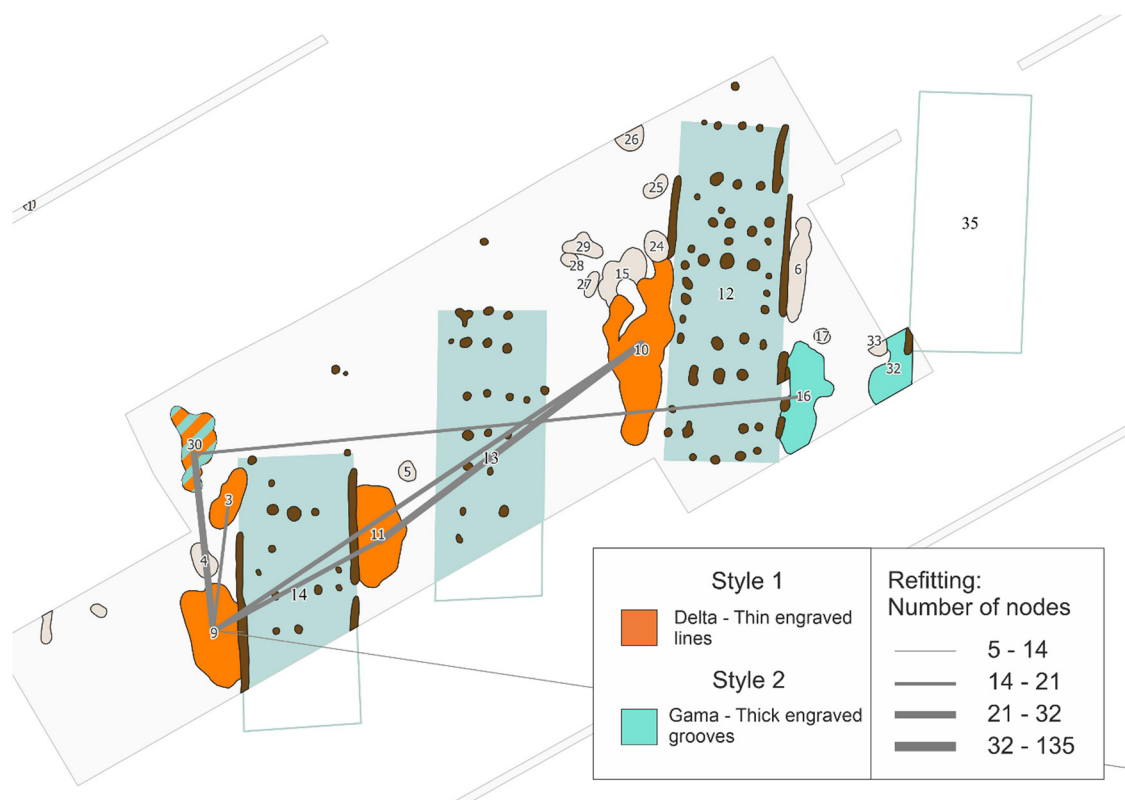 26
1
25
29
24
28
15
6
27
35
12
17
33
10
32
16
30
5
13
3
11
4
14
9
Style 1
Delta - Thin engraved
lines
Style 2
Gama - Thick engraved
grooves
Refitting:
Number of nodes
5 - 14
14 - 21
21 - 32
32 - 135